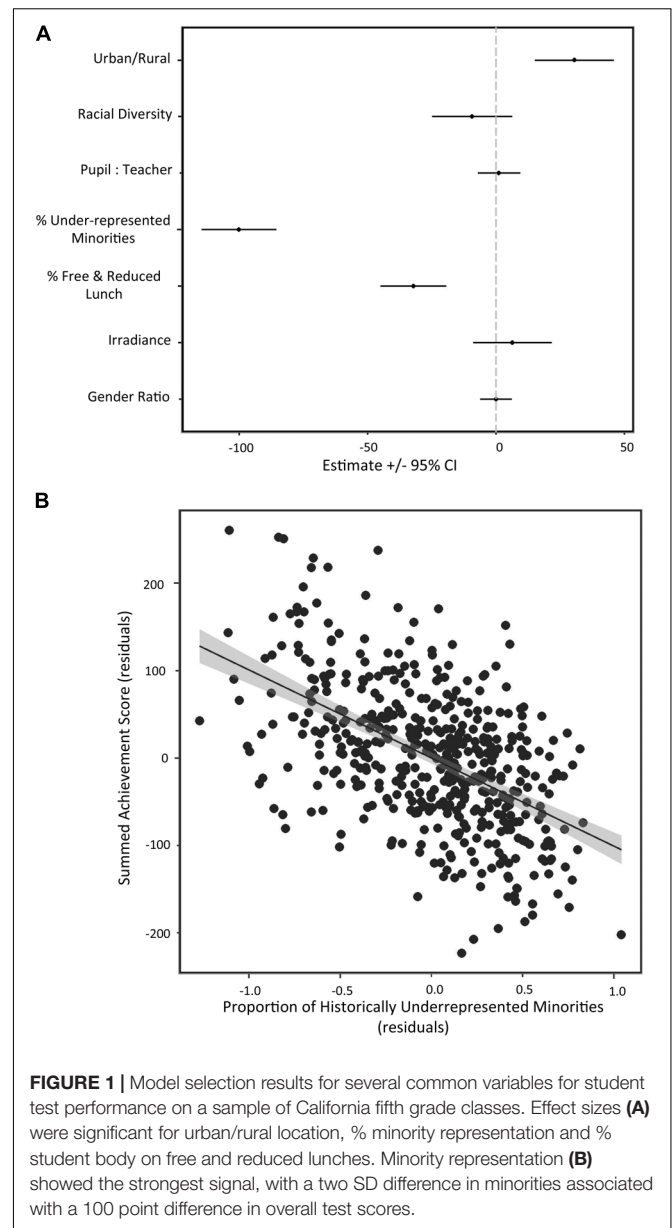 A
Urban/Rural
Racial Diversity
Pupil : Teacher
% Under-represented
Minorities
% Free & Reduced
Lunch
Irradiance
Gender Ratio
-100
-50
0
50
Estimate +/- 95% CI
B
Summed Achievement Score (residuals)
200
100
0
-100
-200
-1.0
-0.5
0.0
0.5
1.0
Proportion of Historically Underrepresented Minorities
(residuals)
FIGURE 1 | Model selection results for several common variables for student
test performance on a sample of California fifth grade classes. Effect sizes (A)
were significant for urban/rural location, % minority representation and %
student body on free and reduced lunches. Minority representation (B)
showed the strongest signal, with a two SD difference in minorities associated
with a 100 point difference in overall test scores.